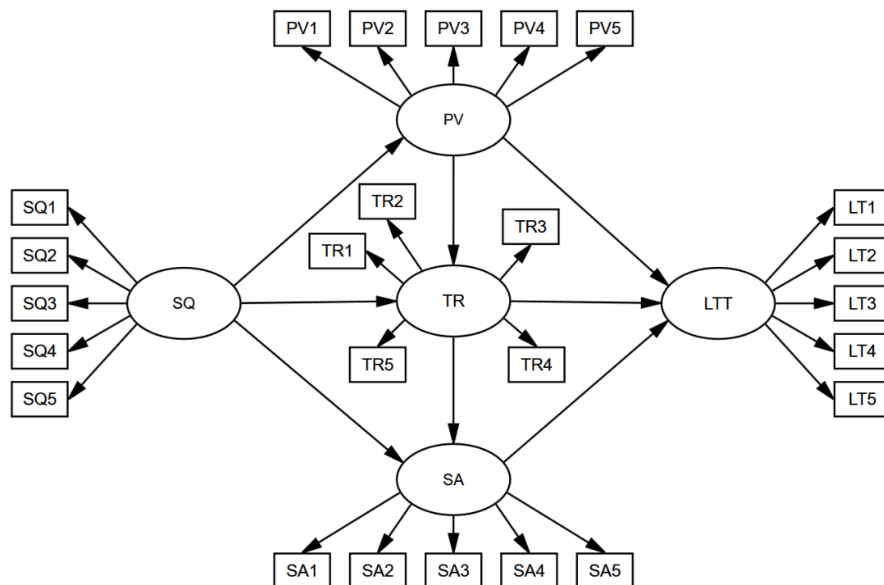 PV1 PV2 PV3 PV4 PV5
PV
SQ1
SQ2
SQ3
SQ4
SQ5
SQ
TR2
TR1
TR3
TR
TR5
TR4
LTT
LT1
LT2
LT3
LT4
LT5
SA
SA1 SA2 SA3 SA4 SA5